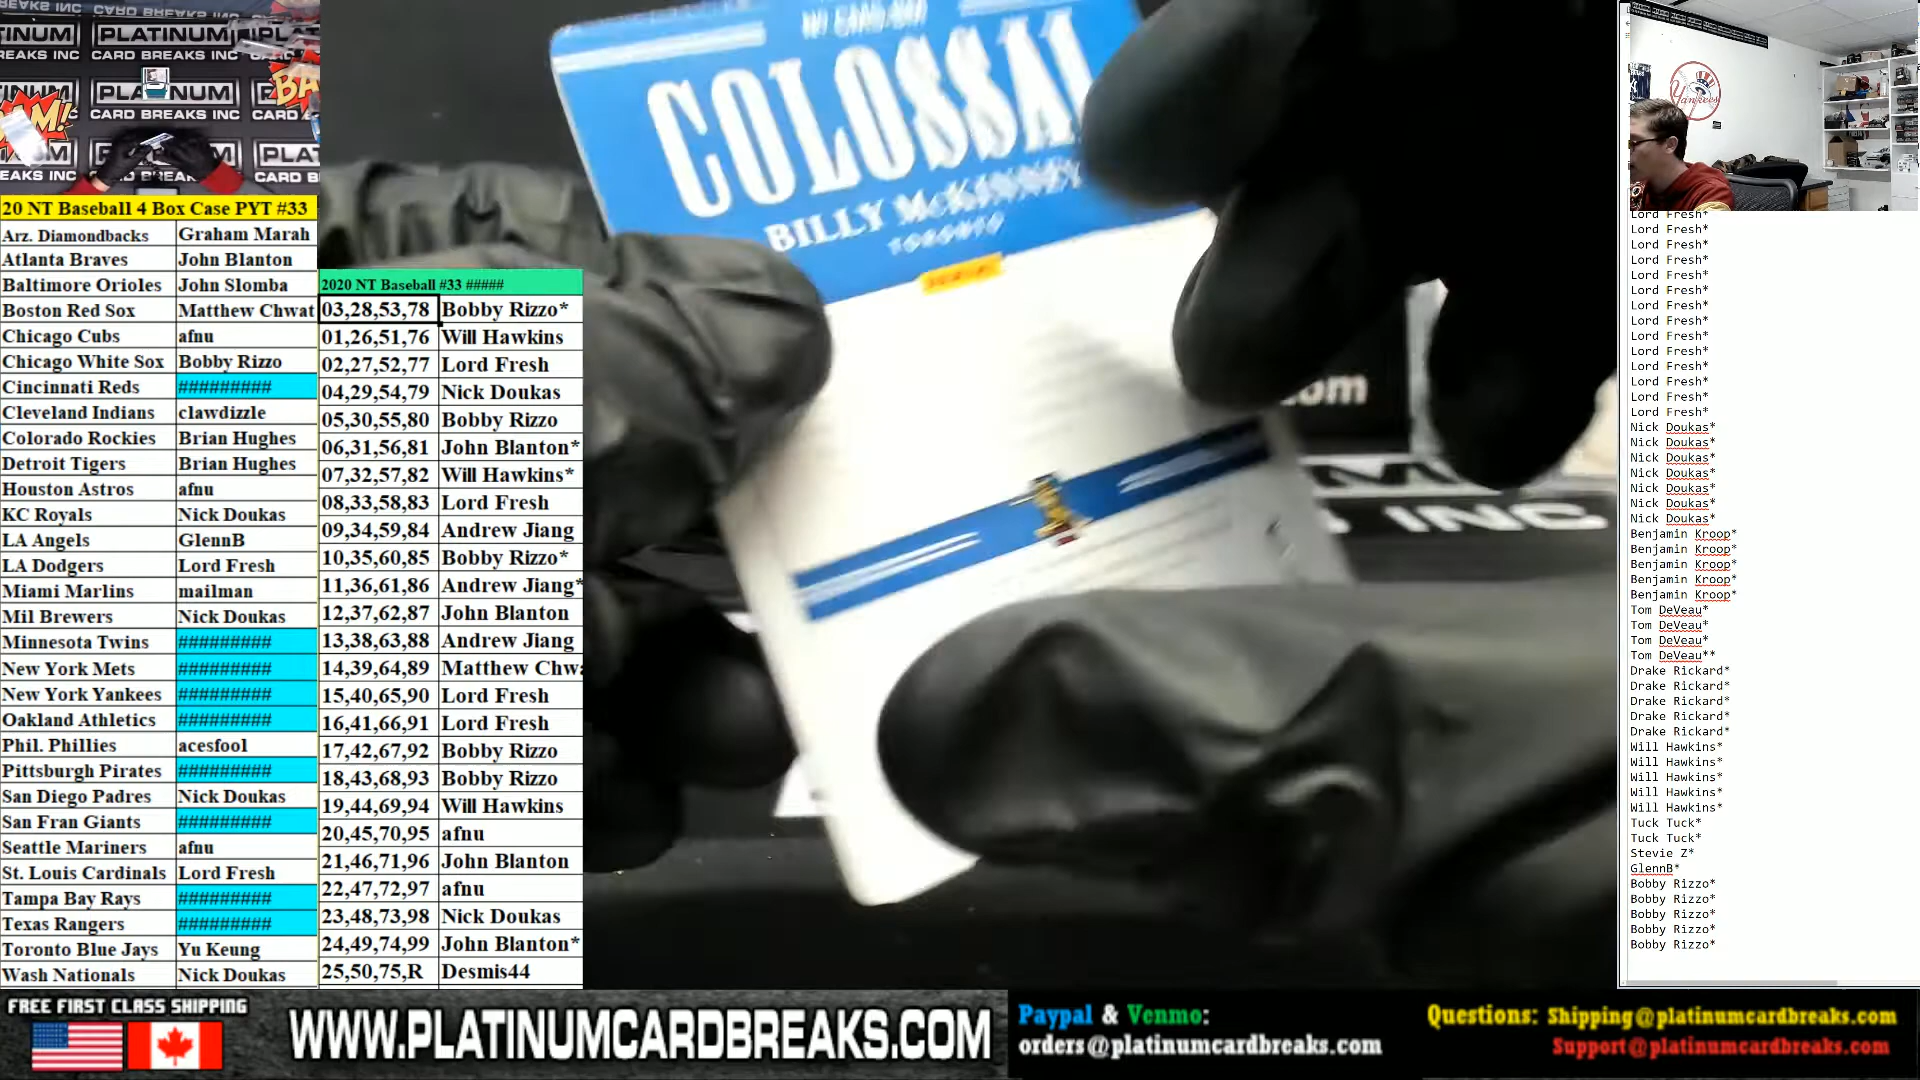 PLATINUM
CARD BREAKS INC
PLATINUM
CARD BREAKS INC
BAM!
Yankees
COLOSSAL
BILLY McKINNEY
TORONTO
.com
INC
20 NT Baseball 4 Box Case PYT #33
Arz. Diamondbacks Graham Marah
Atlanta Braves John Blanton
Baltimore Orioles John Slomba
Boston Red Sox Matthew Chwat
Chicago Cubs afnu
Chicago White Sox Bobby Rizzo
Cincinnati Reds #########
Cleveland Indians clawdizzle
Colorado Rockies Brian Hughes
Detroit Tigers Brian Hughes
Houston Astros afnu
KC Royals Nick Doukas
LA Angels GlennB
LA Dodgers Lord Fresh
Miami Marlins mailman
Mil Brewers Nick Doukas
Minnesota Twins #########
New York Mets #########
New York Yankees #########
Oakland Athletics #########
Phil. Phillies acesfool
Pittsburgh Pirates #########
San Diego Padres Nick Doukas
San Fran Giants #########
Seattle Mariners afnu
St. Louis Cardinals Lord Fresh
Tampa Bay Rays #########
Texas Rangers #########
Toronto Blue Jays Yu Keung
Wash Nationals Nick Doukas
2020 NT Baseball #33 #####
03,28,53,78 Bobby Rizzo*
01,26,51,76 Will Hawkins
02,27,52,77 Lord Fresh
04,29,54,79 Nick Doukas
05,30,55,80 Bobby Rizzo
06,31,56,81 John Blanton*
07,32,57,82 Will Hawkins*
08,33,58,83 Lord Fresh
09,34,59,84 Andrew Jiang
10,35,60,85 Bobby Rizzo*
11,36,61,86 Andrew Jiang*
12,37,62,87 John Blanton
13,38,63,88 Andrew Jiang
14,39,64,89 Matthew Chwa
15,40,65,90 Lord Fresh
16,41,66,91 Lord Fresh
17,42,67,92 Bobby Rizzo
18,43,68,93 Bobby Rizzo
19,44,69,94 Will Hawkins
20,45,70,95 afnu
21,46,71,96 John Blanton
22,47,72,97 afnu
23,48,73,98 Nick Doukas
24,49,74,99 John Blanton*
25,50,75,R Desmis44
Lord Fresh*
Lord Fresh*
Lord Fresh*
Lord Fresh*
Lord Fresh*
Lord Fresh*
Lord Fresh*
Lord Fresh*
Lord Fresh*
Lord Fresh*
Lord Fresh*
Lord Fresh*
Lord Fresh*
Lord Fresh*
Nick Doukas*
Nick Doukas*
Nick Doukas*
Nick Doukas*
Nick Doukas*
Nick Doukas*
Nick Doukas*
Benjamin Kroop*
Benjamin Kroop*
Benjamin Kroop*
Benjamin Kroop*
Benjamin Kroop*
Tom DeVeau*
Tom DeVeau*
Tom DeVeau*
Tom DeVeau**
Drake Rickard*
Drake Rickard*
Drake Rickard*
Drake Rickard*
Drake Rickard*
Will Hawkins*
Will Hawkins*
Will Hawkins*
Will Hawkins*
Will Hawkins*
Tuck Tuck*
Tuck Tuck*
Stevie Z*
GlennB*
Bobby Rizzo*
Bobby Rizzo*
Bobby Rizzo*
Bobby Rizzo*
Bobby Rizzo*
FREE FIRST CLASS SHIPPING
WWW.PLATINUMCARDBREAKS.COM
Paypal & Venmo:
orders@platinumcardbreaks.com
Questions: Shipping@platinumcardbreaks.com
Support@platinumcardbreaks.com